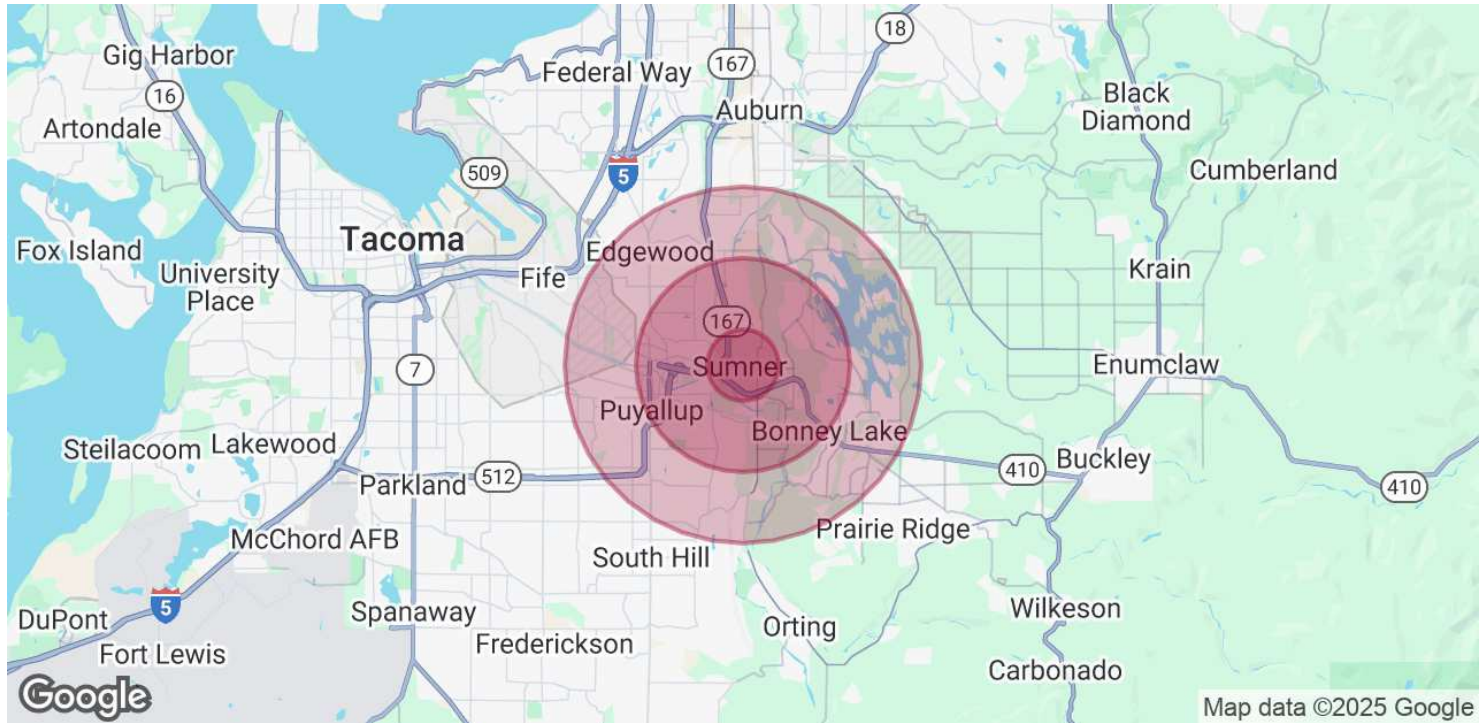 Gig Harbor
16
Artondale
Federal Way
167
18
Auburn
Black
Diamond
509
5
Cumberland
Fox Island
Tacoma
University
Place
Fife
Edgewood
Krain
167
7
Sumner
Enumclaw
Puyallup
Bonney Lake
Steilacoom
Lakewood
Parkland
512
410
Buckley
410
McChord AFB
South Hill
Prairie Ridge
5
DuPont
Fort Lewis
Spanaway
Frederickson
Orting
Wilkeson
Carbonado
Google
Map data ©2025 Google